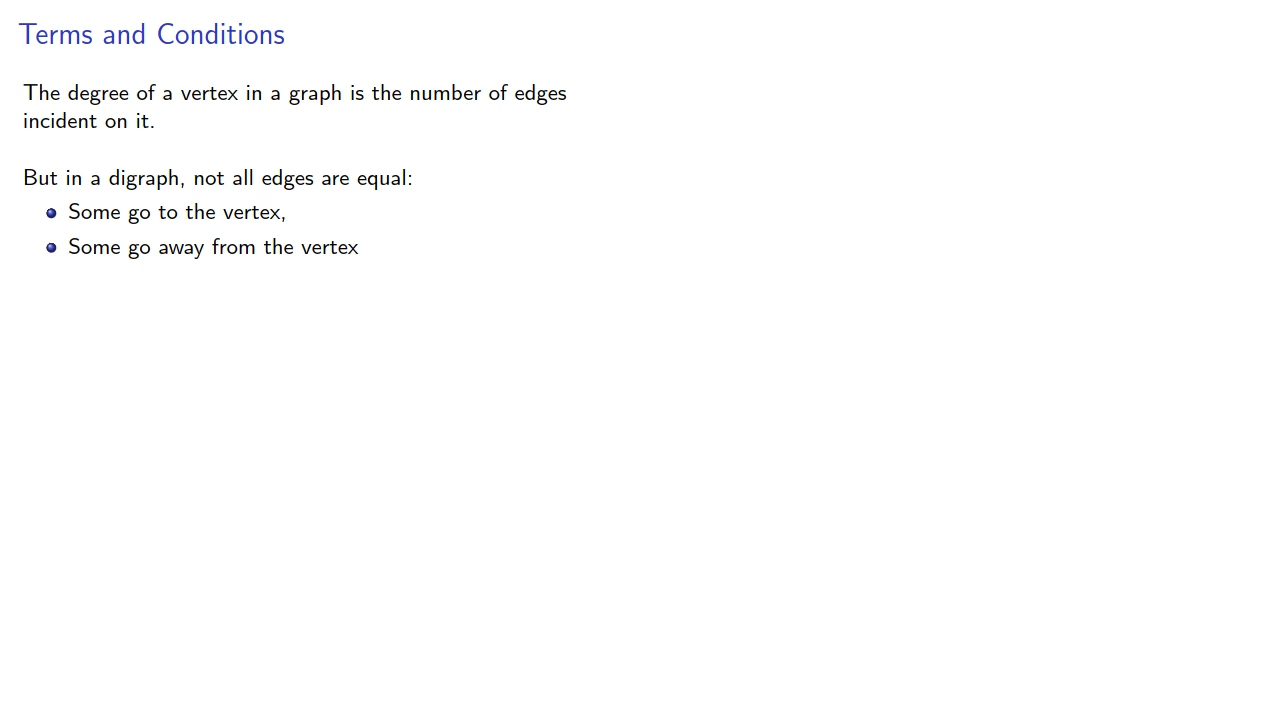 Terms and Conditions
The degree of a vertex in a graph is the number of edges
incident on it.
But in a digraph, not all edges are equal:
Some go to the vertex,
Some go away from the vertex